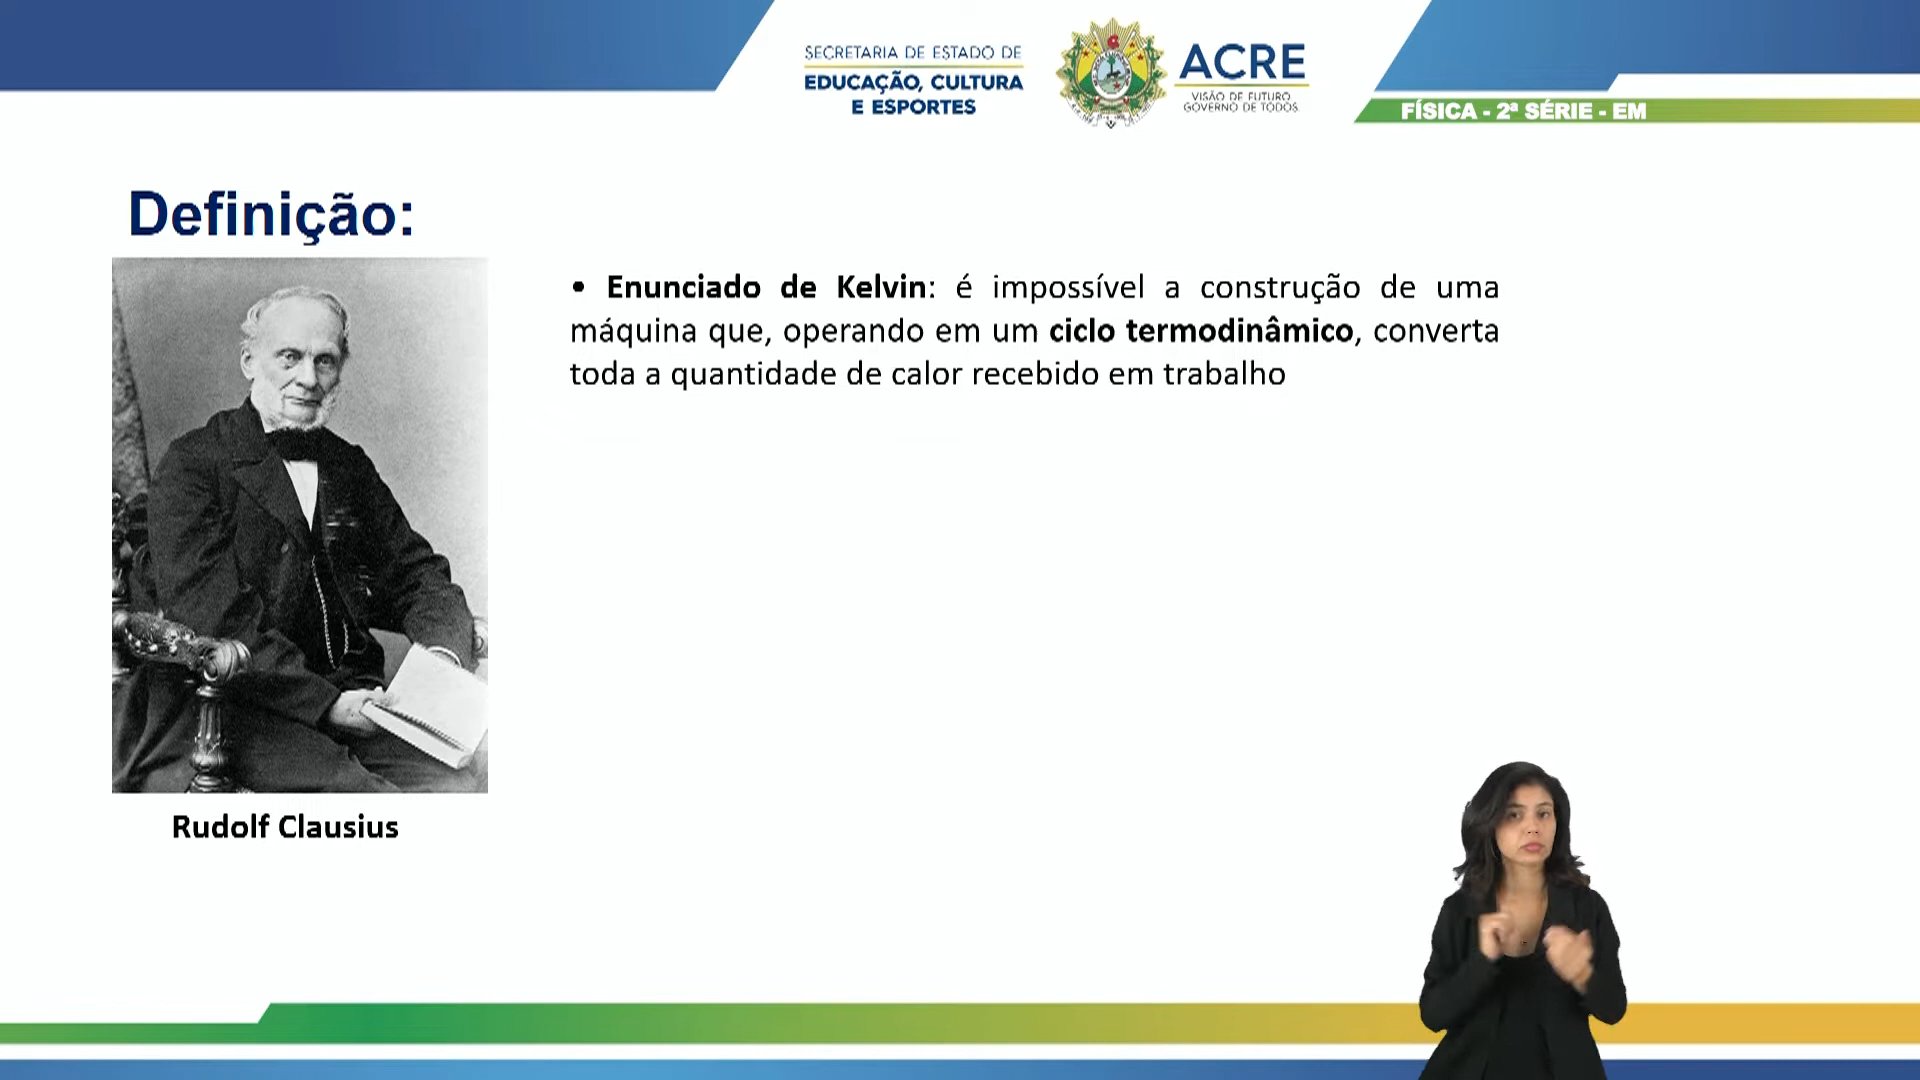 SECRETARIA DE ESTADO DE
EDUCAÇÃO, CULTURA
E ESPORTES
ACRE
VISÃO DE FUTURO
GOVERNO DE TODOS
FÍSICA - 2ª SÉRIE - EM
Definição:
• Enunciado de Kelvin: é impossível a construção de uma
máquina que, operando em um ciclo termodinâmico, converta
toda a quantidade de calor recebido em trabalho
Rudolf Clausius